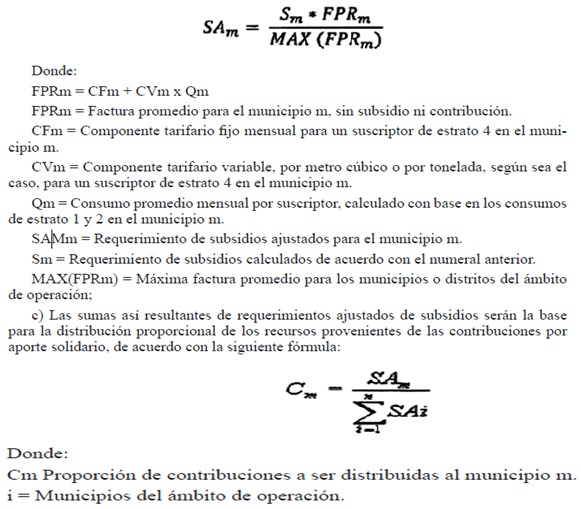 SAm = Sm * FPRm / MAX (FPRm)
Donde:
FPRm = CFm + CVm x Qm
FPRm = Factura promedio para el municipio m, sin subsidio ni contribución.
CFm = Componente tarifario fijo mensual para un suscriptor de estrato 4 en el muni-
cipio m.
CVm = Componente tarifario variable, por metro cúbico o por tonelada, según sea el
caso, para un suscriptor de estrato 4 en el municipio m.
Qm = Consumo promedio mensual por suscriptor, calculado con base en los consumos
de estrato 1 y 2 en el municipio m.
SAMm = Requerimiento de subsidios ajustados para el municipio m.
Sm = Requerimiento de subsidios calculados de acuerdo con el numeral anterior.
MAX(FPRm) = Máxima factura promedio para los municipios o distritos del ámbito
de operación;
c) Las sumas así resultantes de requerimientos ajustados de subsidios serán la base
para la distribución proporcional de los recursos provenientes de las contribuciones por
aporte solidario, de acuerdo con la siguiente fórmula:
Cm = SAm / n ∑ i=1 SAi
Donde:
Cm Proporción de contribuciones a ser distribuidas al municipio m.
i = Municipios del ámbito de operación.